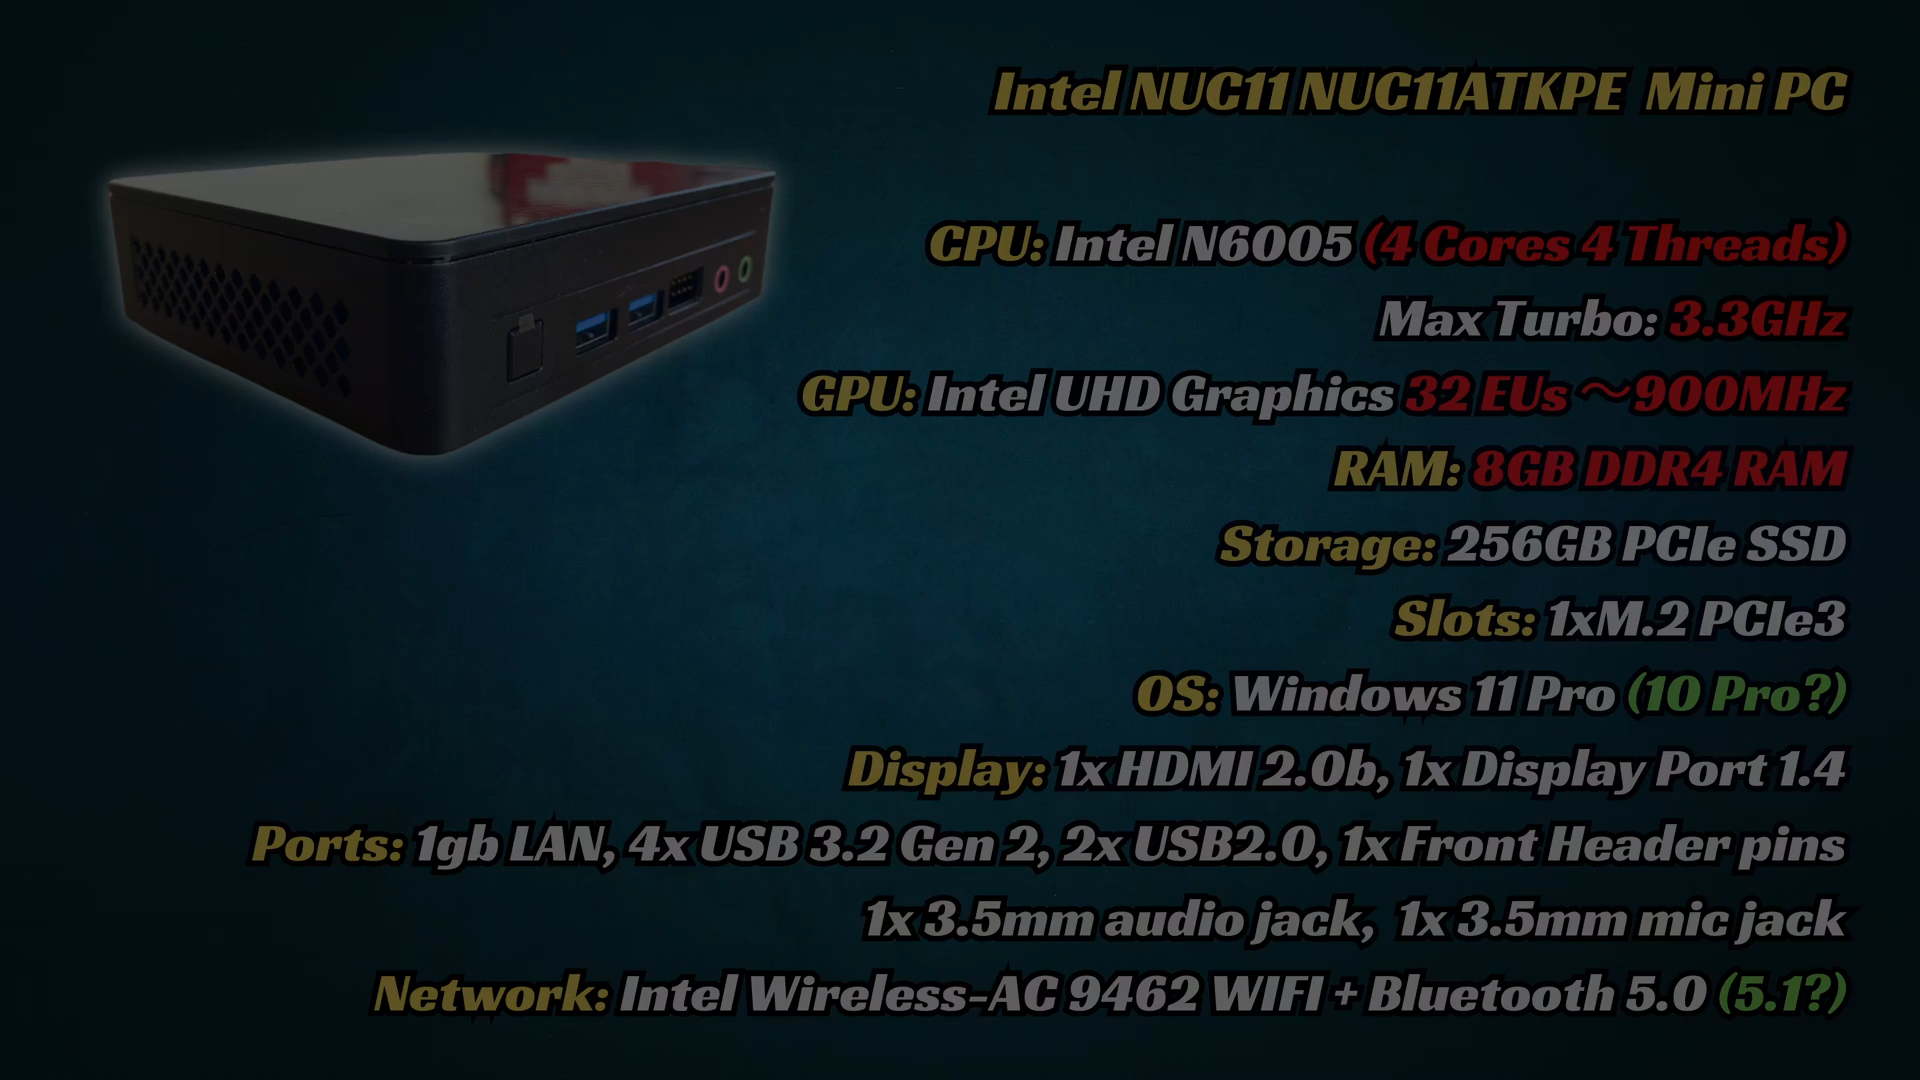 Intel NUC11 NUC11ATKPE Mini PC
CPU: Intel N6005 (4 Cores 4 Threads)
Max Turbo: 3.3GHz
GPU: Intel UHD Graphics 32 EUs ～900MHz
RAM: 8GB DDR4 RAM
Storage: 256GB PCIe SSD
Slots: 1xM.2 PCIe3
OS: Windows 11 Pro (10 Pro?)
Display: 1x HDMI 2.0b, 1x Display Port 1.4
Ports: 1gb LAN, 4x USB 3.2 Gen 2, 2x USB2.0, 1x Front Header pins
1x 3.5mm audio jack, 1x 3.5mm mic jack
Network: Intel Wireless-AC 9462 WIFI + Bluetooth 5.0 (5.1?)